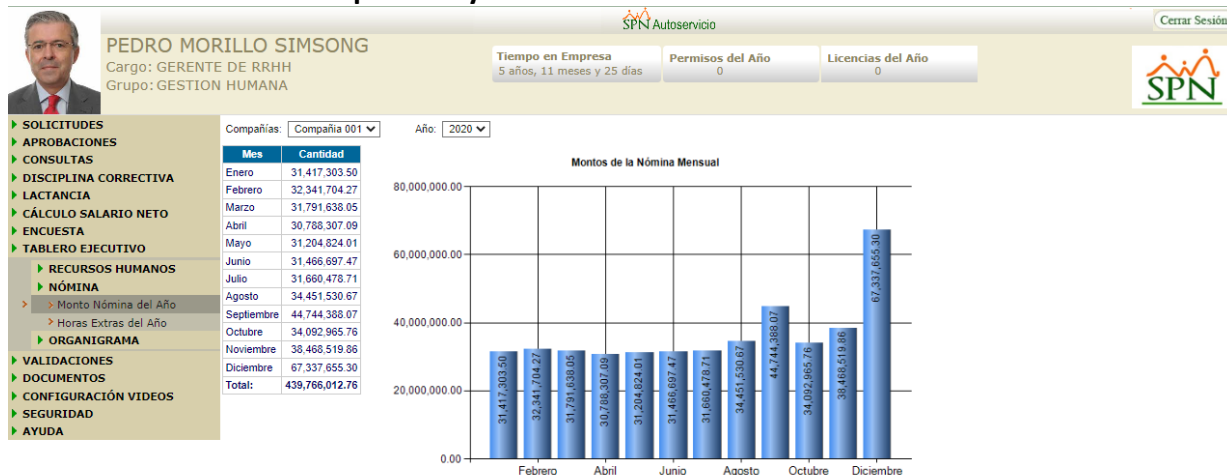 SPN Autoservicio
Cerrar Sesión
PEDRO MORILLO SIMSONG
Cargo: GERENTE DE RRHH
Grupo: GESTION HUMANA
Tiempo en Empresa
5 años, 11 meses y 25 días
Permisos del Año
0
Licencias del Año
0
SPN
SOLICITUDES
APROBACIONES
CONSULTAS
DISCIPLINA CORRECTIVA
LACTANCIA
CÁLCULO SALARIO NETO
ENCUESTA
TABLERO EJECUTIVO
RECURSOS HUMANOS
NÓMINA
Monto Nómina del Año
Horas Extras del Año
ORGANIGRAMA
VALIDACIONES
DOCUMENTOS
CONFIGURACIÓN VIDEOS
SEGURIDAD
AYUDA
Compañías: Compañia 001 Año: 2020
Mes Cantidad
Enero 31,417,303.50
Febrero 32,341,704.27
Marzo 31,791,638.05
Abril 30,788,307.09
Mayo 31,204,824.01
Junio 31,466,697.47
Julio 31,660,478.71
Agosto 34,451,530.67
Septiembre 44,744,388.07
Octubre 34,092,965.76
Noviembre 38,468,519.86
Diciembre 67,337,655.30
Total: 439,766,012.76
Montos de la Nómina Mensual
80,000,000.00
60,000,000.00
40,000,000.00
20,000,000.00
0.00
31,417,303.50
32,341,704.27
31,791,638.05
30,788,307.09
31,204,824.01
31,466,697.47
31,660,478.71
34,451,530.67
44,744,388.07
34,092,965.76
38,468,519.86
67,337,655.30
Febrero Abril Junio Agosto Octubre Diciembre